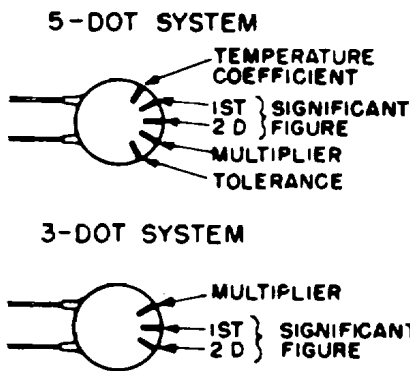 5-DOT SYSTEM
TEMPERATURE
COEFFICIENT
1ST } SIGNIFICANT
2 D } FIGURE
MULTIPLIER
TOLERANCE
3-DOT SYSTEM
MULTIPLIER
1ST } SIGNIFICANT
2 D } FIGURE